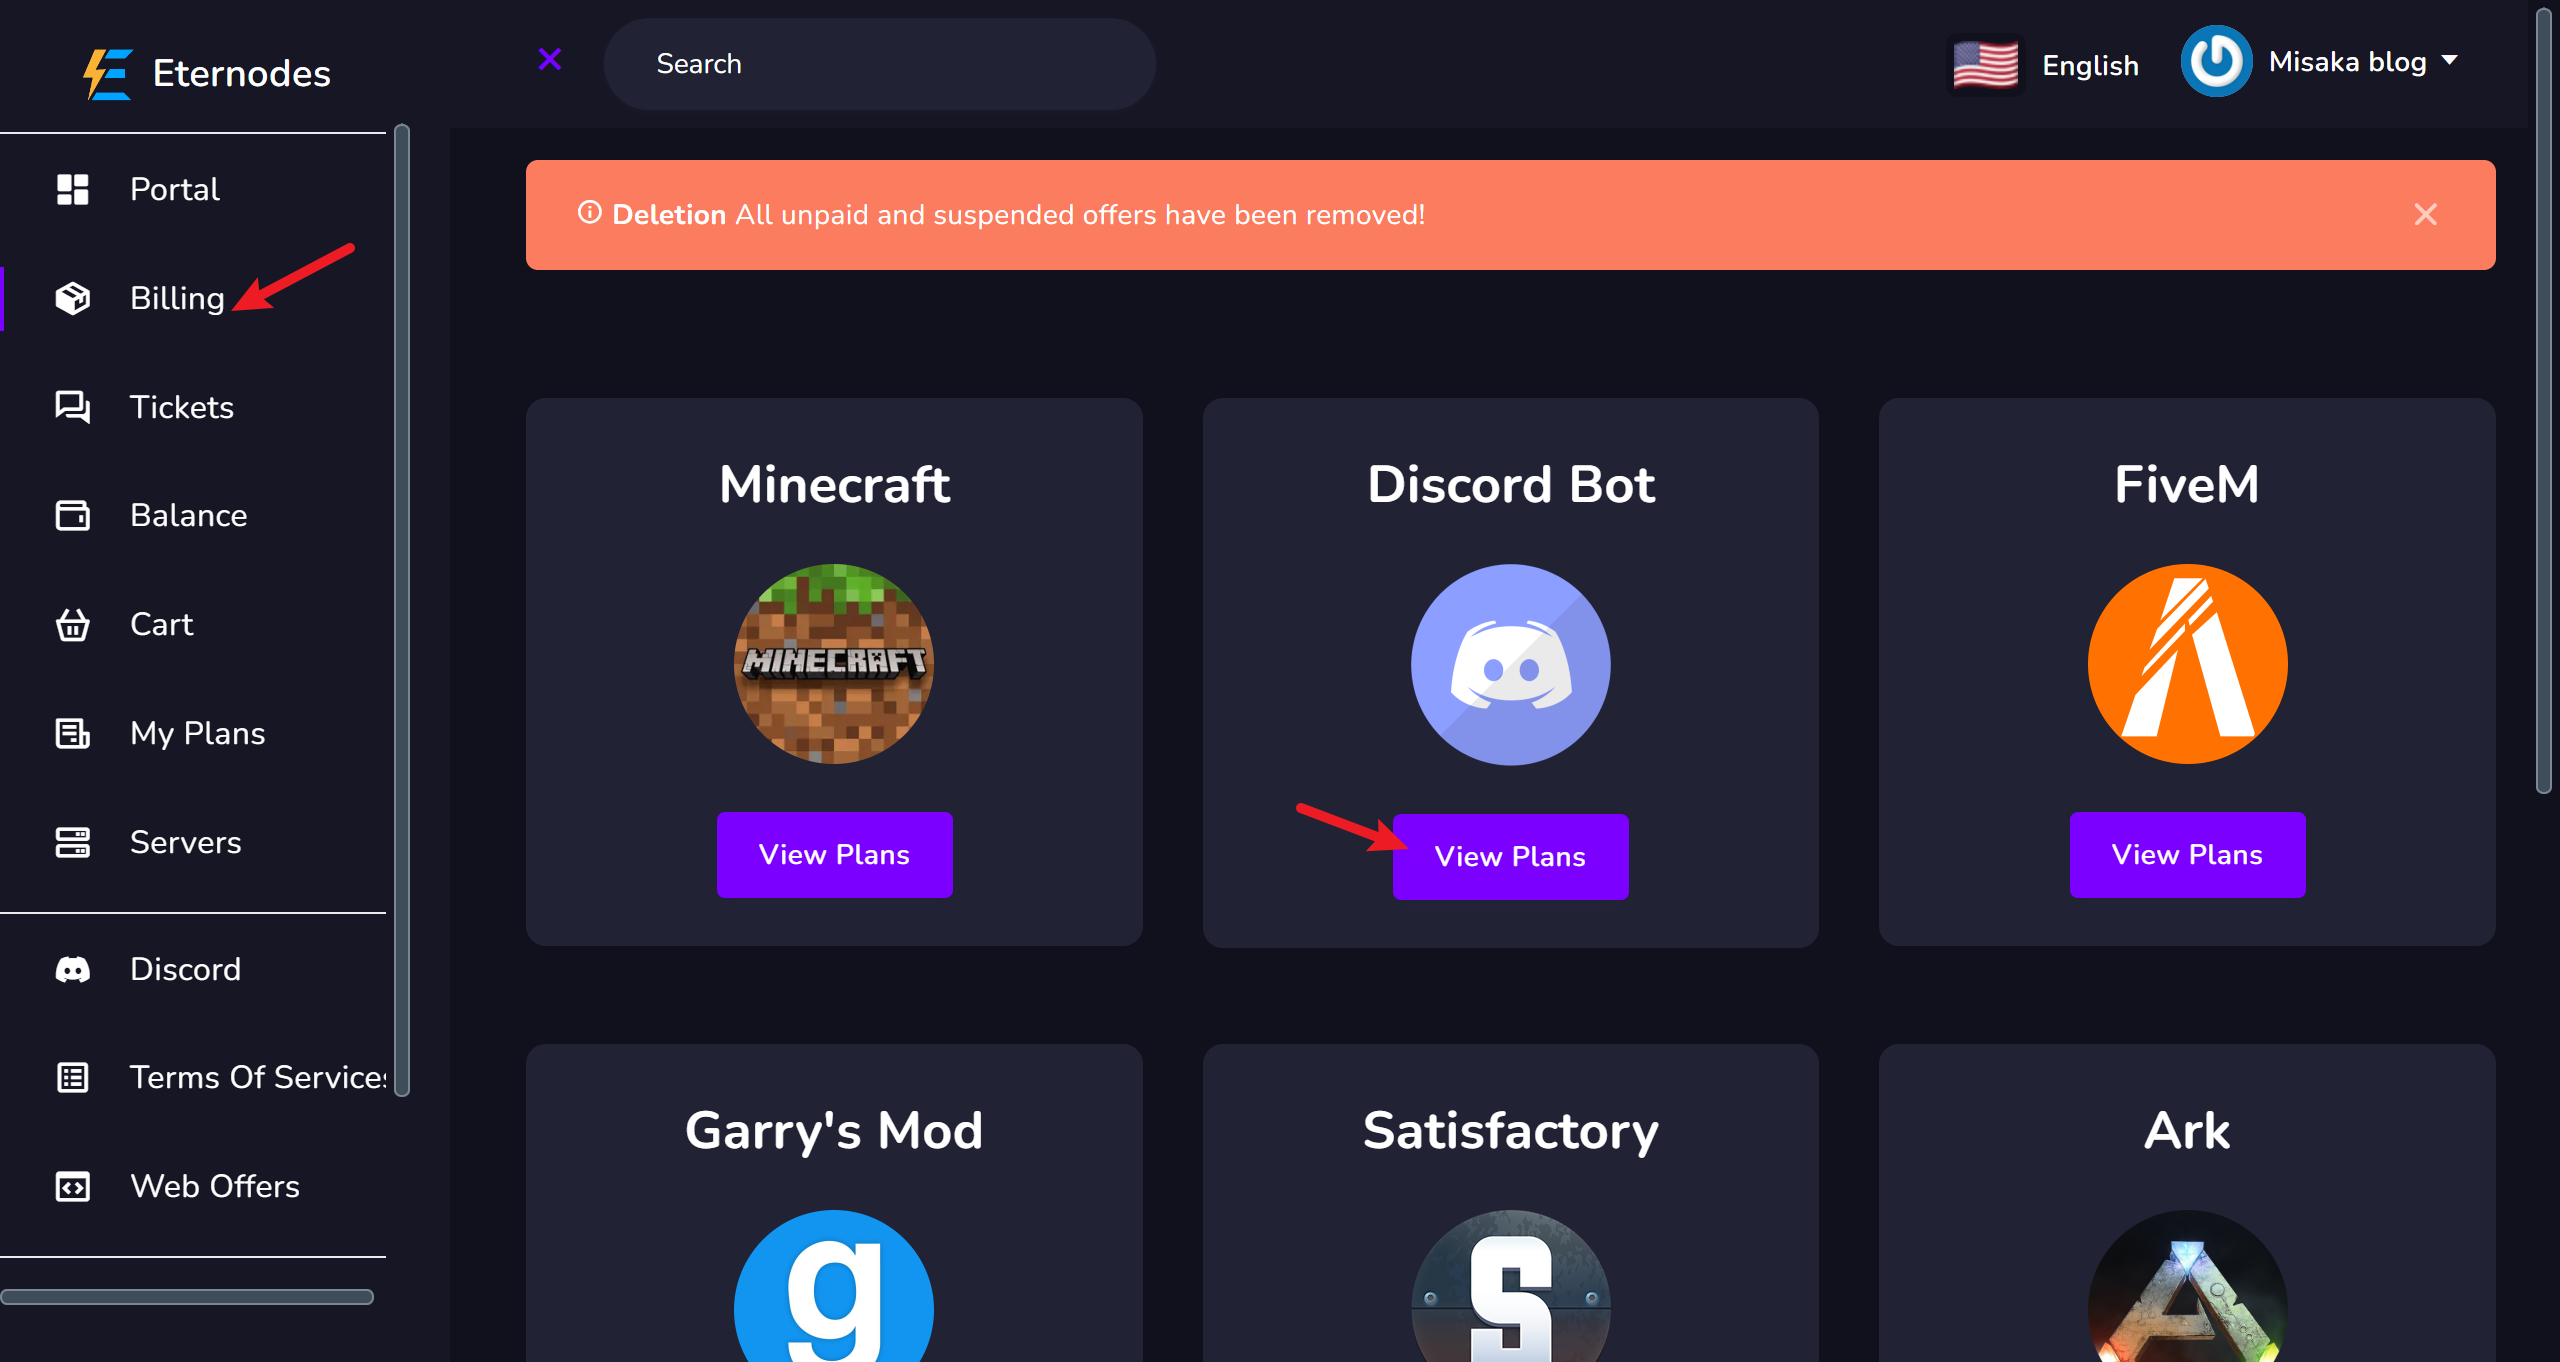 Eternodes
Search
English
Misaka blog
Portal
Billing
Tickets
Balance
Cart
My Plans
Servers
Discord
Terms Of Services
Web Offers
Deletion All unpaid and suspended offers have been removed!
Minecraft
MINECRAFT
View Plans
Discord Bot
View Plans
FiveM
View Plans
Garry's Mod
g
Satisfactory
S
Ark